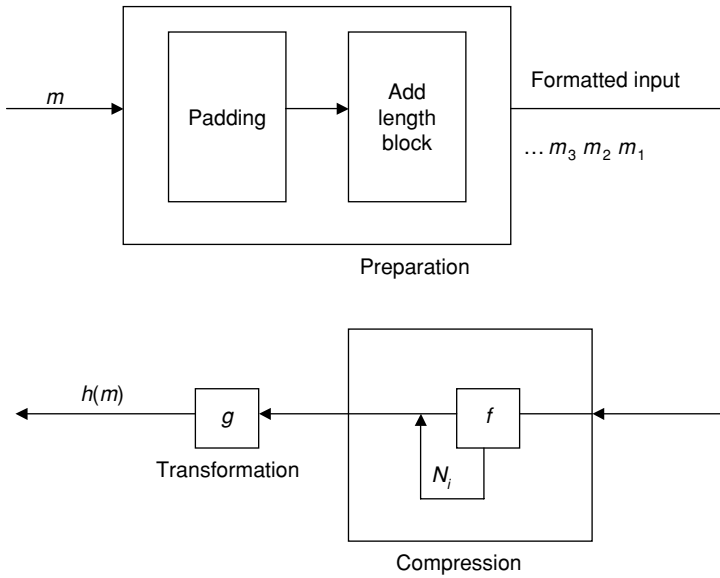 m
Padding
Add
length
block
Formatted input
… m₃ m₂ m₁
Preparation
h(m)
g
f
Nᵢ
Transformation
Compression